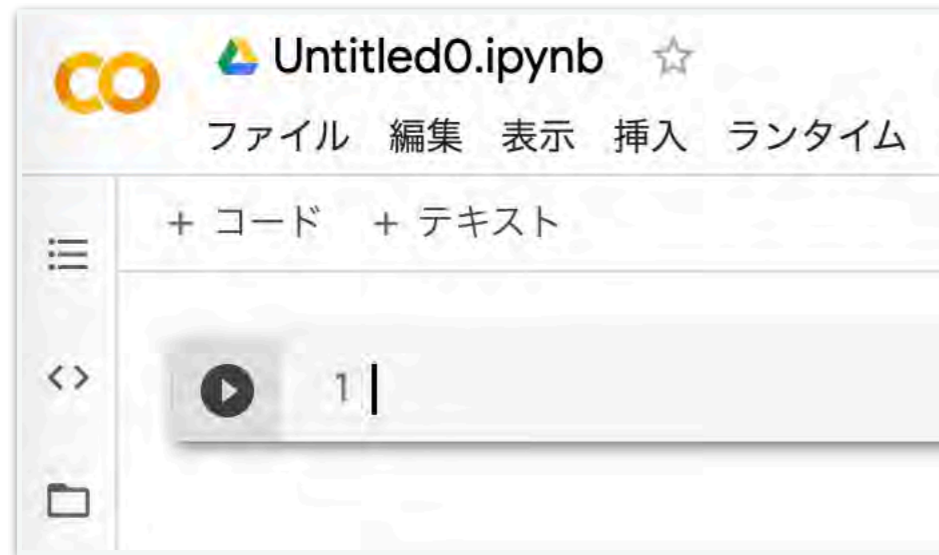 CO Untitled0.ipynb
ファイル 編集 表示 挿入 ランタイム
+ コード + テキスト
1